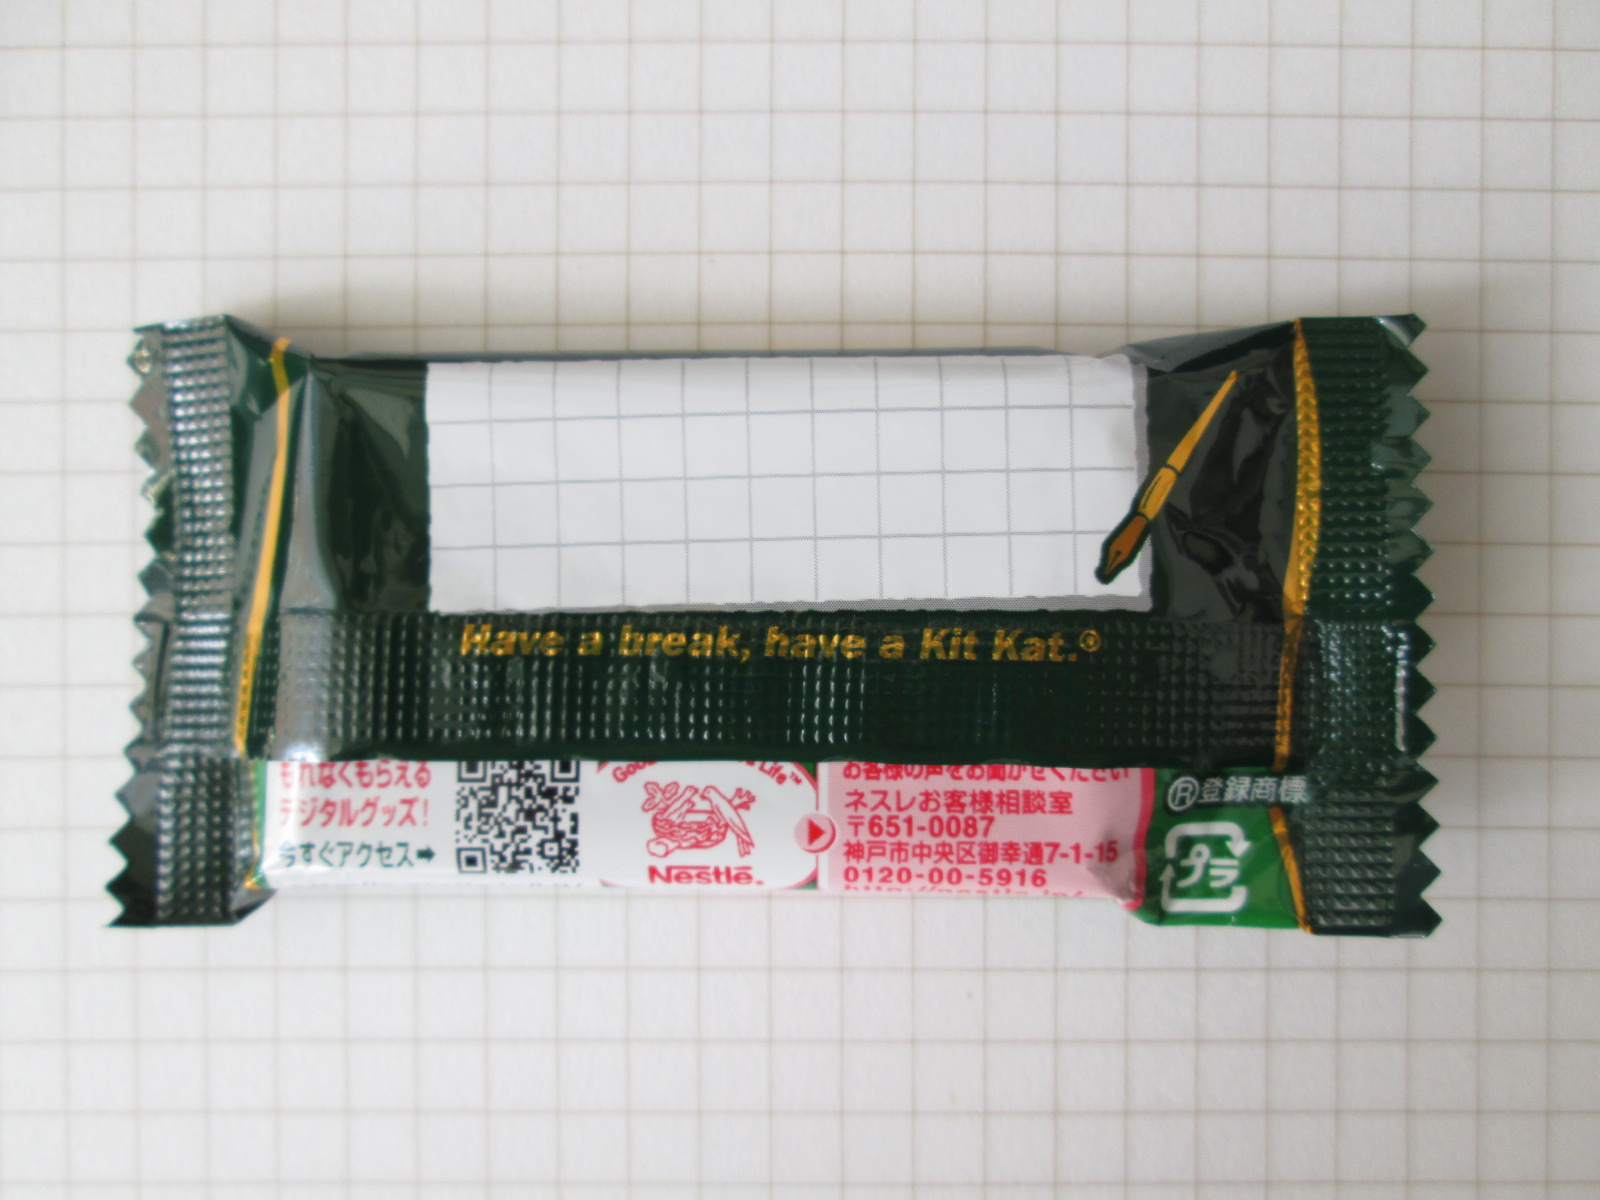 Have a break, have a Kit Kat.®
もれなくもらえる
デジタルグッズ!
今すぐアクセス➡
Good Life™
Nestlé.
お客様の声をお聞かせください
ネスレお客様相談室
〒651-0087
神戸市中央区御幸通7-1-15
0120-00-5916
®登録商標
プラ